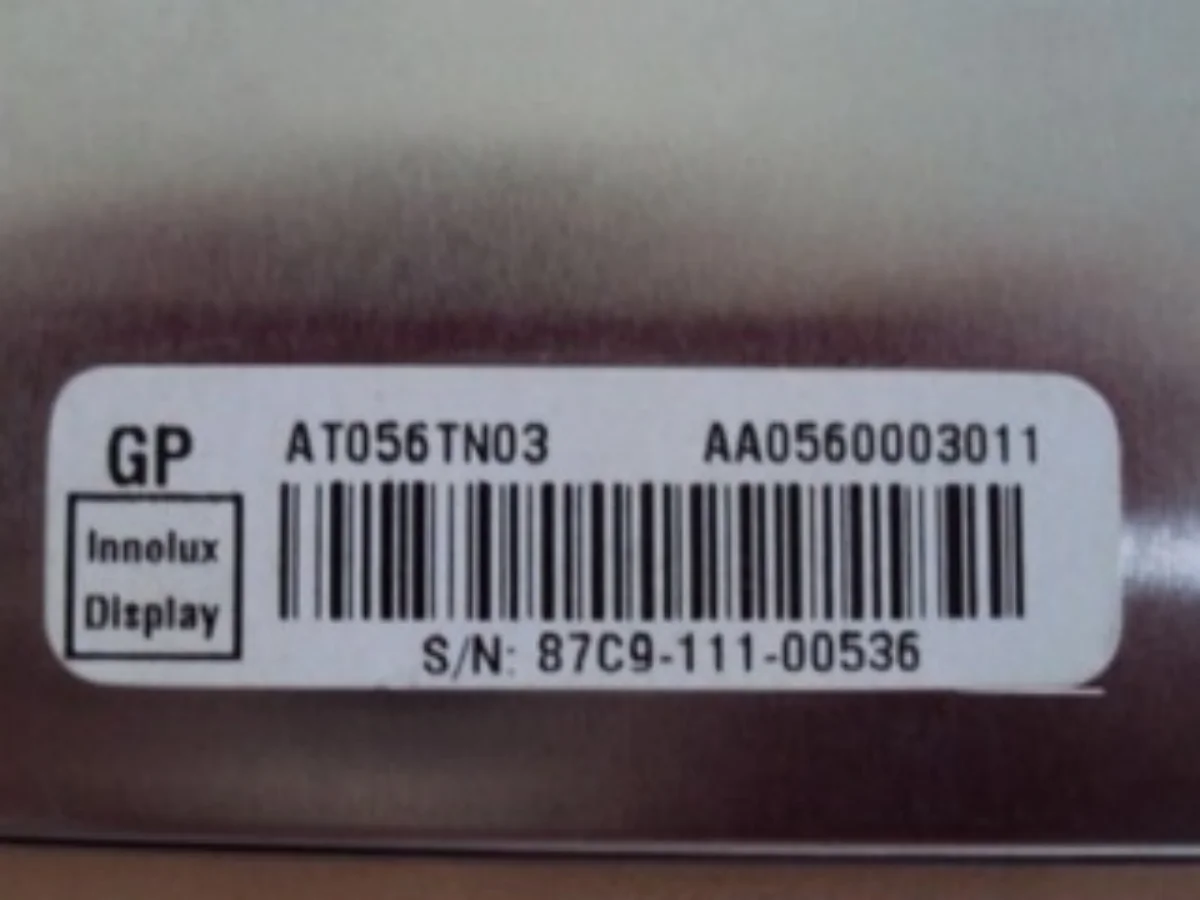 GP
Innolux
Display
AT056TN03 AA0560003011
S/N: 87C9-111-00536